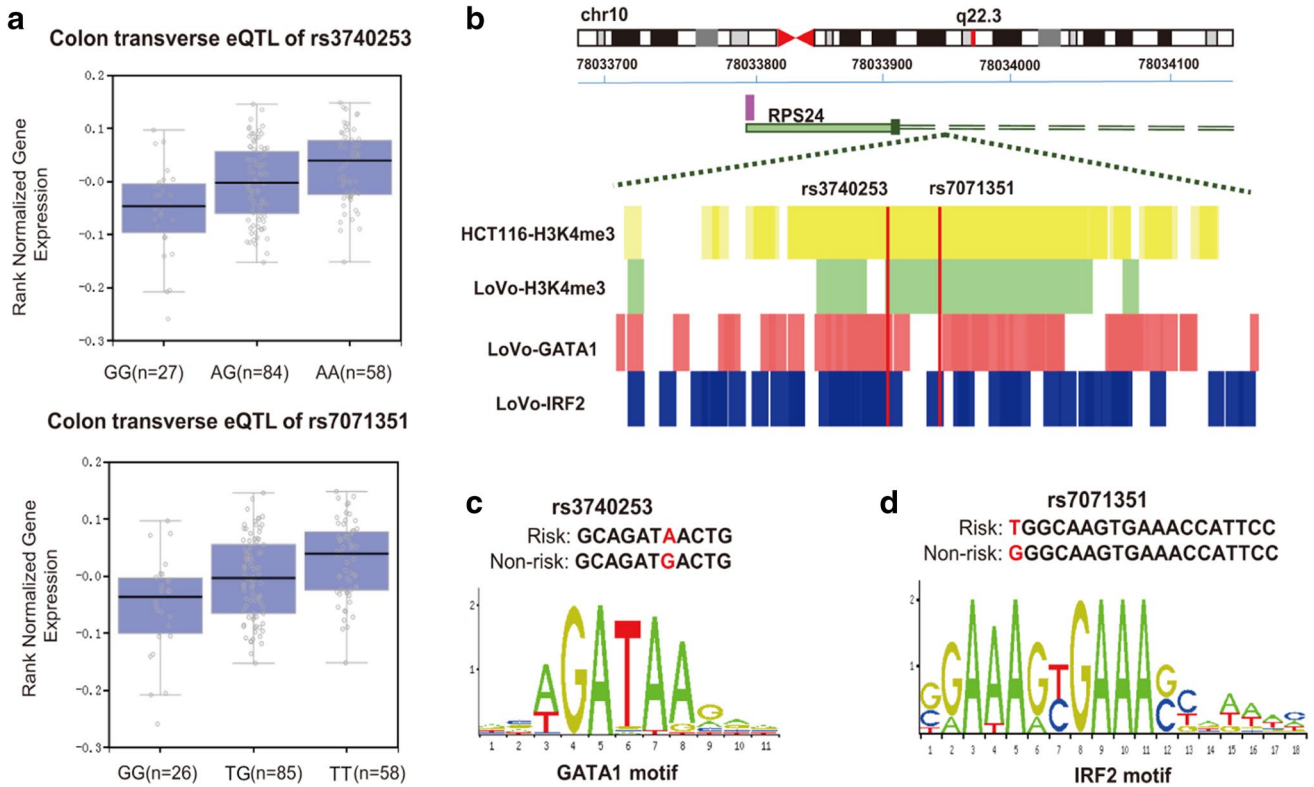 a
Colon transverse eQTL of rs3740253
Rank Normalized Gene
Expression
0.2
0.1
-0.0
-0.1
-0.2
-0.3
GG(n=27) AG(n=84) AA(n=58)
Colon transverse eQTL of rs7071351
Rank Normalized Gene
Expression
0.2
0.1
-0.0
-0.1
-0.2
-0.3
GG(n=26) TG(n=85) TT(n=58)
b
chr10 q22.3
78033700 78033800 78033900 78034000 78034100
RPS24
rs3740253 rs7071351
HCT116-H3K4me3
LoVo-H3K4me3
LoVo-GATA1
LoVo-IRF2
c
rs3740253
Risk: GCAGATAACTG
Non-risk: GCAGATGACTG
2
1
A GATAA G
T
1 2 3 4 5 6 7 8 9 10 11
GATA1 motif
d
rs7071351
Risk: TGGCAAGTGAAACCATTCC
Non-risk: GGGCAAGTGAAACCATTCC
2
1
GGAAAGTGAAAGC
C A T A C C T
1 2 3 4 5 6 7 8 9 10 11 12 13 14 15 16 17 18
IRF2 motif